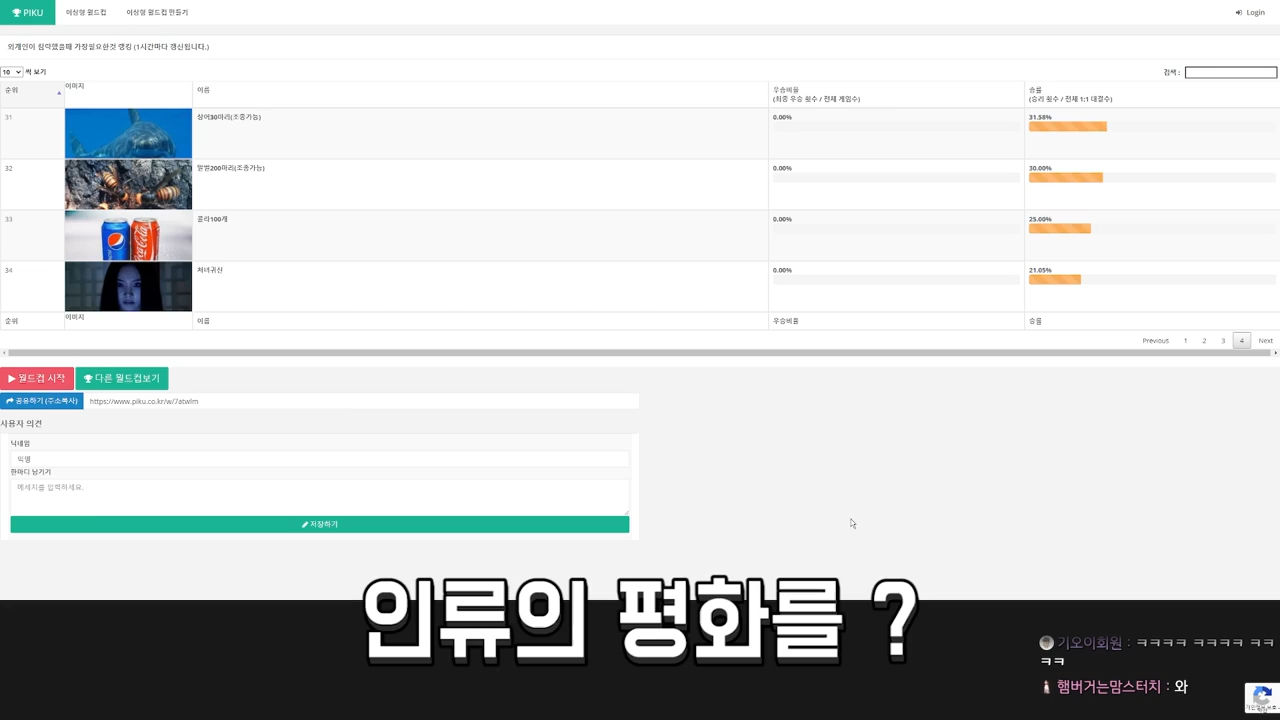 PIKU 이상형 월드컵 이상형 월드컵 만들기 Login
외계인이 침략했을때 가장필요한것 랭킹 (1시간마다 갱신됩니다.)
10 씩 보기 검색 :
순위 이미지 이름 우승비율 승률
(최종 우승 횟수 / 전체 게임수) (승리 횟수 / 전체 1:1 대결수)
31 상어30마리(조종가능) 0.00% 31.58%
32 말벌200마리(조종가능) 0.00% 30.00%
33 콜라100개 0.00% 25.00%
34 처녀귀신 0.00% 21.05%
순위 이미지 이름 우승비율 승률
Previous 1 2 3 4 Next
월드컵 시작 다른 월드컵보기
공유하기 (주소복사) https://www.piku.co.kr/w/7atwlm
사용자 의견
닉네임
익명
한마디 남기기
메세지를 입력하세요.
저장하기
인류의 평화를 ?
기오이회원 : ㅋㅋㅋㅋ ㅋㅋㅋㅋ ㅋㅋ
ㅋㅋ
햄버거는맘스터치 : 와